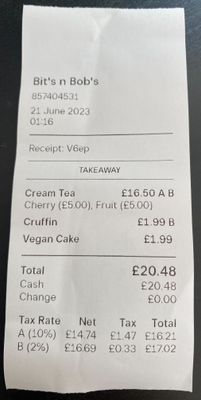 Bit's n Bob's
857404531
21 June 2023
01:16
Receipt: V6ep
TAKEAWAY
Cream Tea £16.50 A B
Cherry (£5.00), Fruit (£5.00)
Cruffin £1.99 B
Vegan Cake £1.99
Total £20.48
Cash £20.48
Change £0.00
Tax Rate Net Tax Total
A (10%) £14.74 £1.47 £16.21
B (2%) £16.69 £0.33 £17.02